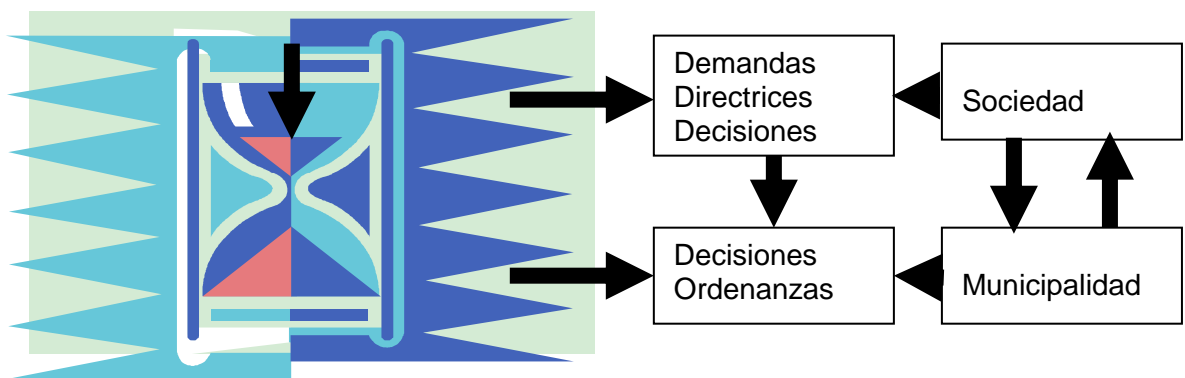 Demandas
Directrices
Decisiones
Sociedad
Decisiones
Ordenanzas
Municipalidad